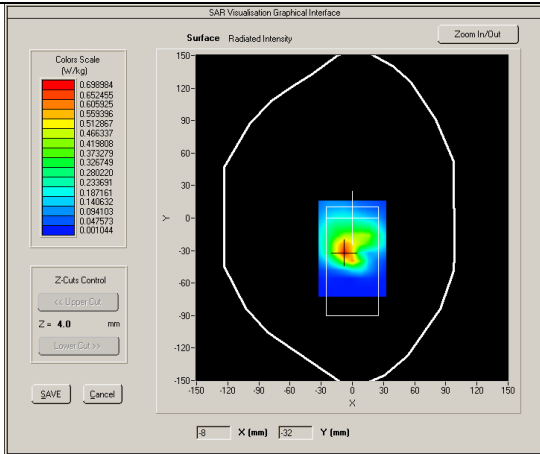 SAR Visualisation Graphical Interface
Surface Radiated Intensity
Zoom In/Out
Colors Scale
(W/kg)
0.698984
0.652455
0.605925
0.559396
0.512867
0.466337
0.419808
0.373279
0.326749
0.280220
0.233691
0.187161
0.140632
0.094103
0.047573
0.001044
Z-Cuts Control
<< Upper Cut
Z = 4.0 mm
Lower Cut >>
SAVE
Cancel
150
120
90
60
30
0
-30
-60
-90
-120
-150
Y
-150 -120 -90 -60 -30 0 30 60 90 120 150
X
-8 X (mm) -32 Y (mm)